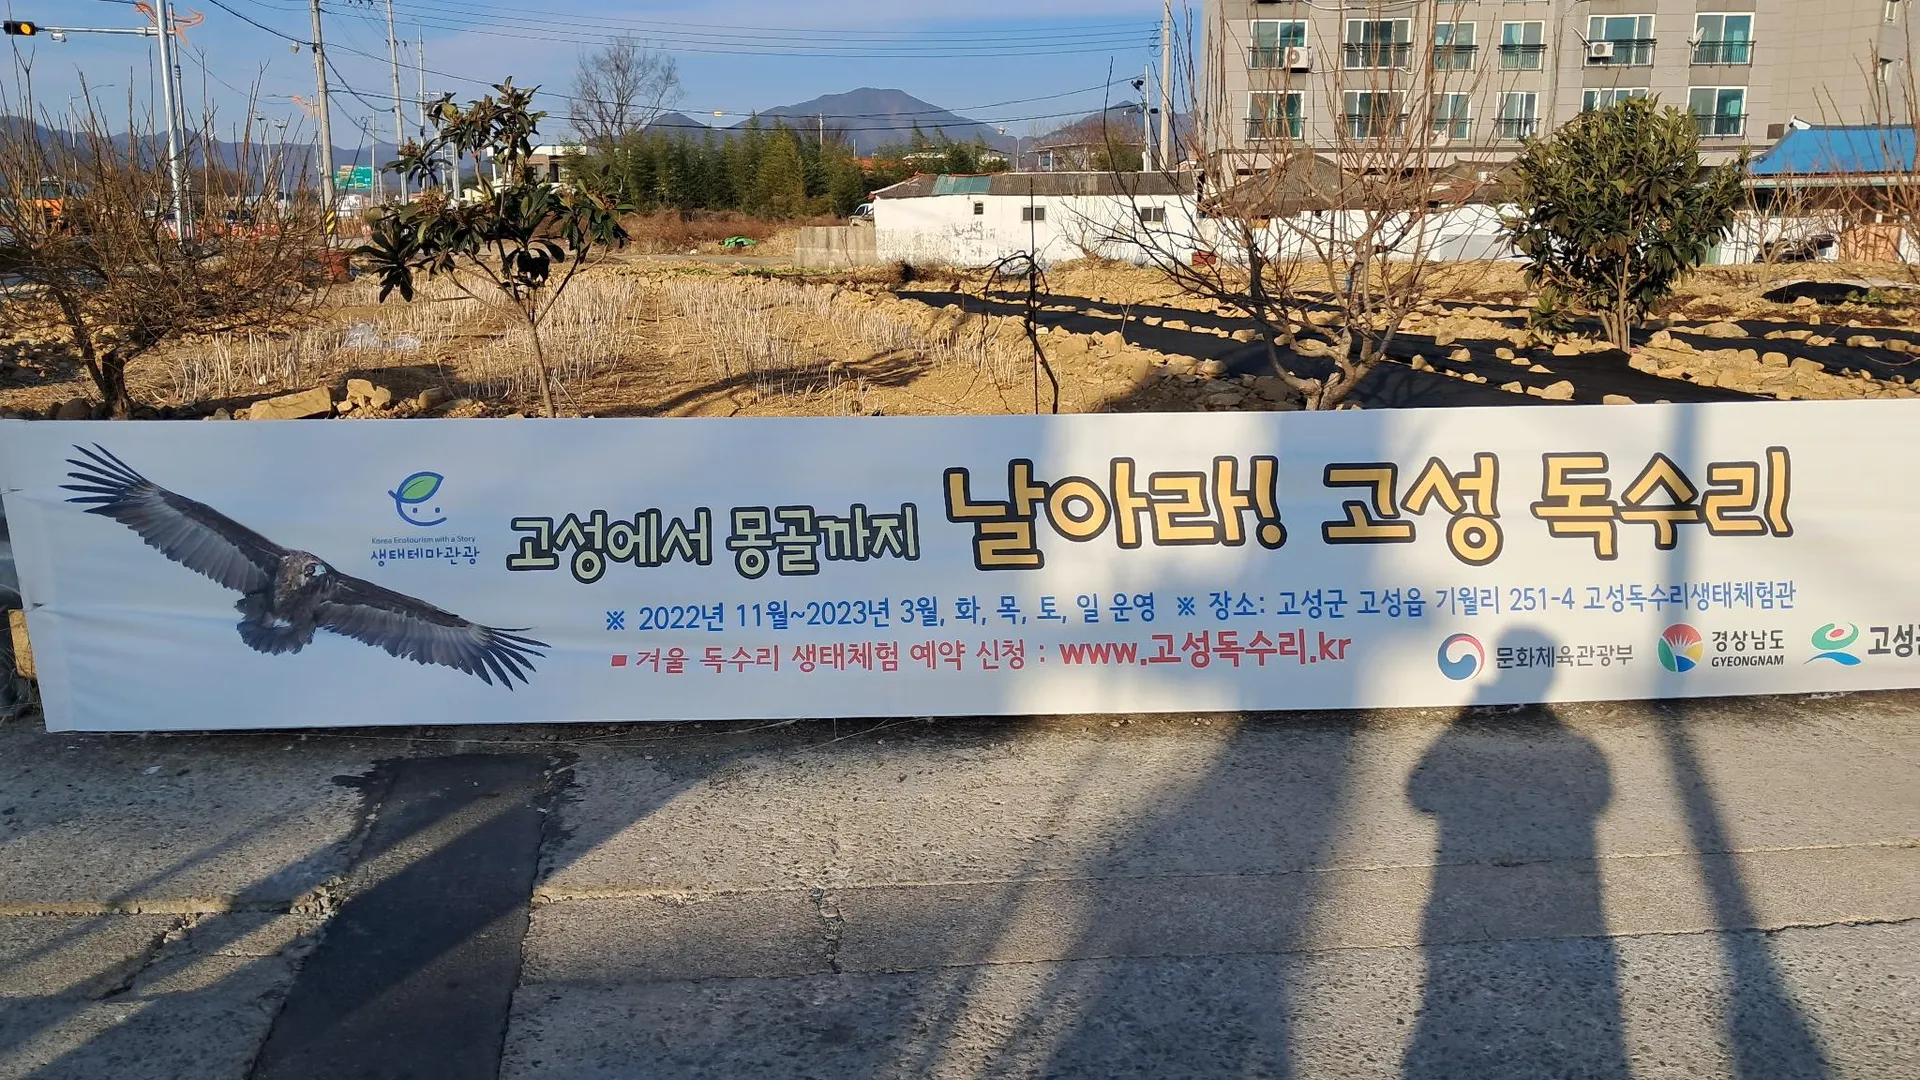 Korea Ecotourism with a Story
생태테마관광
고성에서 몽골까지 날아라! 고성 독수리
※ 2022년 11월~2023년 3월, 화, 목, 토, 일 운영 ※ 장소: 고성군 고성읍 기월리 251-4 고성독수리생태체험관
■ 겨울 독수리 생태체험 예약 신청 : www.고성독수리.kr
문화체육관광부
경상남도
GYEONGNAM